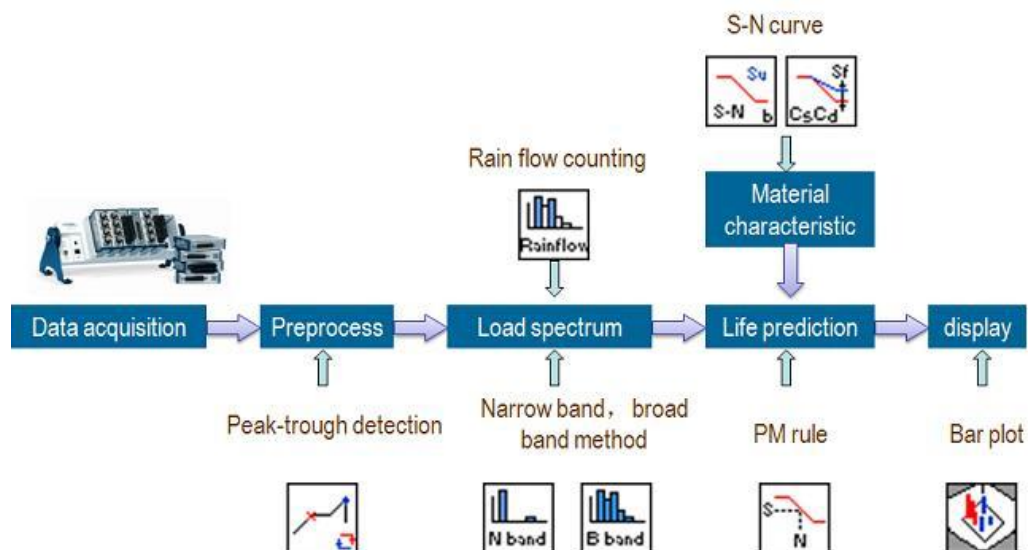 S-N curve
Su
S-N b
Sf
CsCd
Rain flow counting
Rainflow
Material
characteristic
Data acquisition
Preprocess
Load spectrum
Life prediction
display
Peak-trough detection
Narrow band， broad
band method
PM rule
Bar plot
N band
B band
S
N